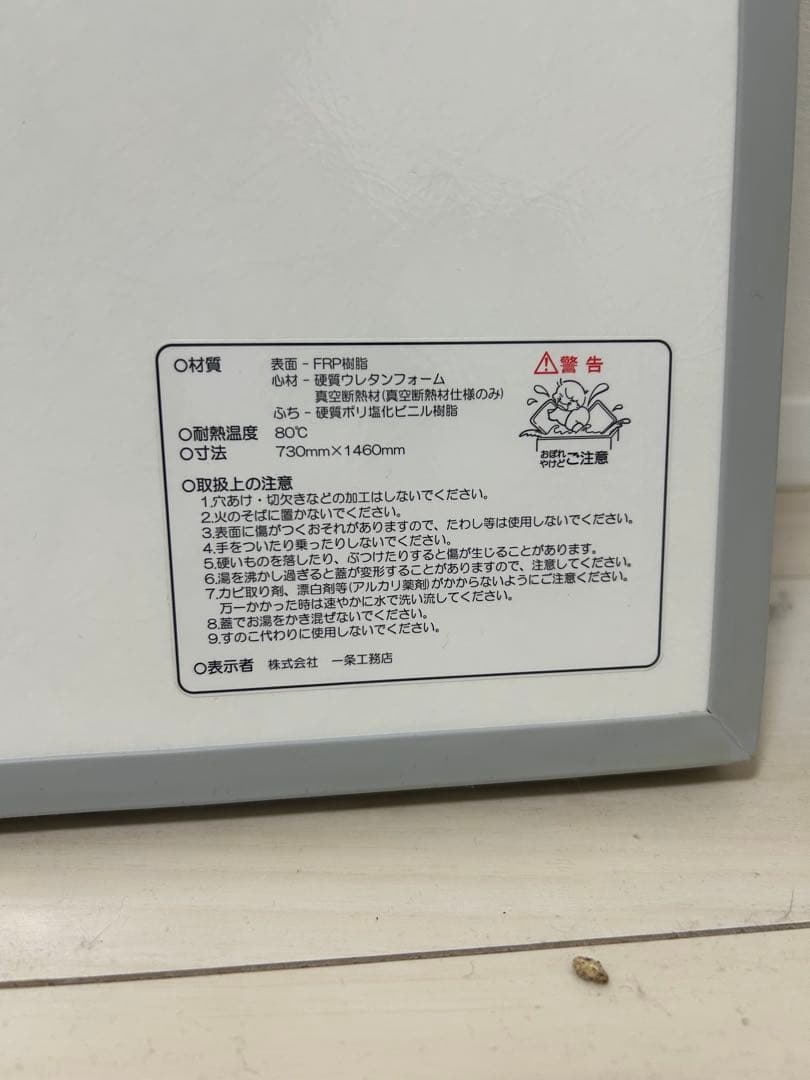 ○材質 表面 - FRP樹脂
心材 - 硬質ウレタンフォーム
真空断熱材(真空断熱材仕様のみ)
ふち - 硬質ポリ塩化ビニル樹脂
○耐熱温度 80℃
○寸法 730mm×1460mm
⚠警告
おぼれ
やけど ご注意
○取扱上の注意
1.穴あけ・切欠きなどの加工はしないでください。
2.火のそばに置かないでください。
3.表面に傷がつくおそれがありますので、たわし等は使用しないでください。
4.手をついたり乗ったりしないでください。
5.硬いものを落したり、ぶつけたりすると傷が生じることがあります。
6.湯を沸かし過ぎると蓋が変形することがありますので、注意してください。
7.カビ取り剤、漂白剤等(アルカリ薬剤)がかからないようにご注意ください。
万一かかった時は速やかに水で洗い流してください。
8.蓋でお湯をかき混ぜないでください。
9.すのこ代わりに使用しないでください。
○表示者 株式会社 一条工務店